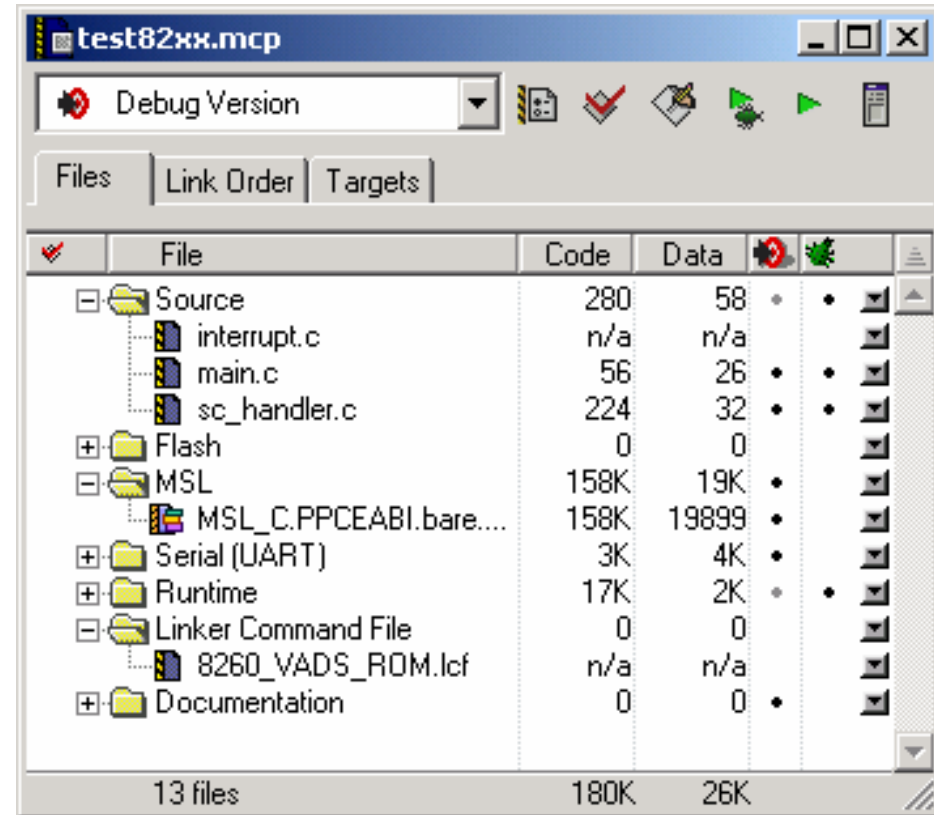 test82xx.mcp
Debug Version
Files Link Order Targets
File Code Data
Source 280 58
interrupt.c n/a n/a
main.c 56 26
sc_handler.c 224 32
Flash 0 0
MSL 158K 19K
MSL_C.PPCEABI.bare.... 158K 19899
Serial (UART) 3K 4K
Runtime 17K 2K
Linker Command File 0 0
8260_VADS_ROM.lcf n/a n/a
Documentation 0 0
13 files 180K 26K